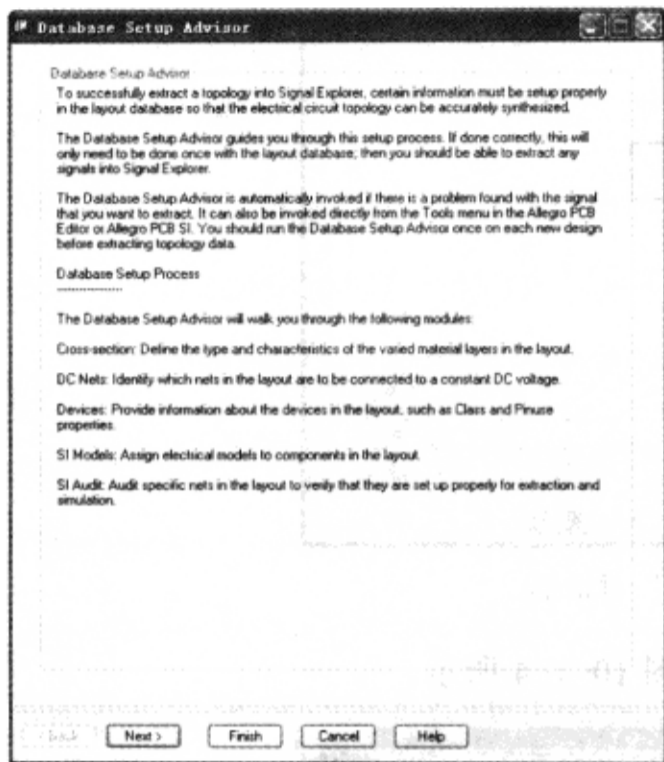 Database Setup Advisor
Database Setup Advisor
To successfully extract a topology into Signal Explorer, certain information must be setup properly
in the layout database so that the electrical circuit topology can be accurately synthesized.
The Database Setup Advisor guides you through this setup process. If done correctly, this will
only need to be done once with the layout database; then you should be able to extract any
signals into Signal Explorer.
The Database Setup Advisor is automatically invoked if there is a problem found with the signal
that you want to extract. It can also be invoked directly from the Tools menu in the Allegro PCB
Editor or Allegro PCB SI. You should run the Database Setup Advisor once on each new design
before extracting topology data.
Database Setup Process
----------------
The Database Setup Advisor will walk you through the following modules:
Cross-section: Define the type and characteristics of the varied material layers in the layout.
DC Nets: Identify which nets in the layout are to be connected to a constant DC voltage.
Devices: Provide information about the devices in the layout, such as Class and Pinuse
properties.
SI Models: Assign electrical models to components in the layout.
SI Audit: Audit specific nets in the layout to verify that they are set up properly for extraction and
simulation.
Next > Finish Cancel Help